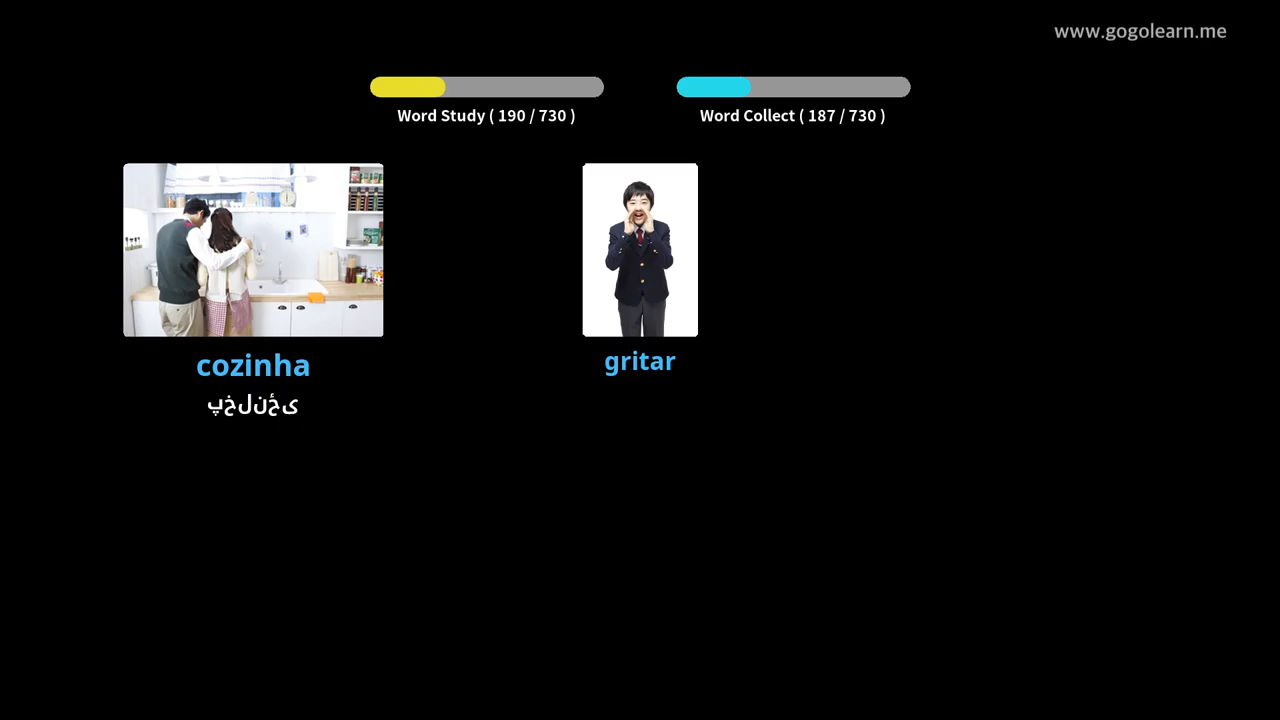 www.gogolearn.me
Word Study ( 190 / 730 )
Word Collect ( 187 / 730 )
cozinha
پخلنځی
gritar